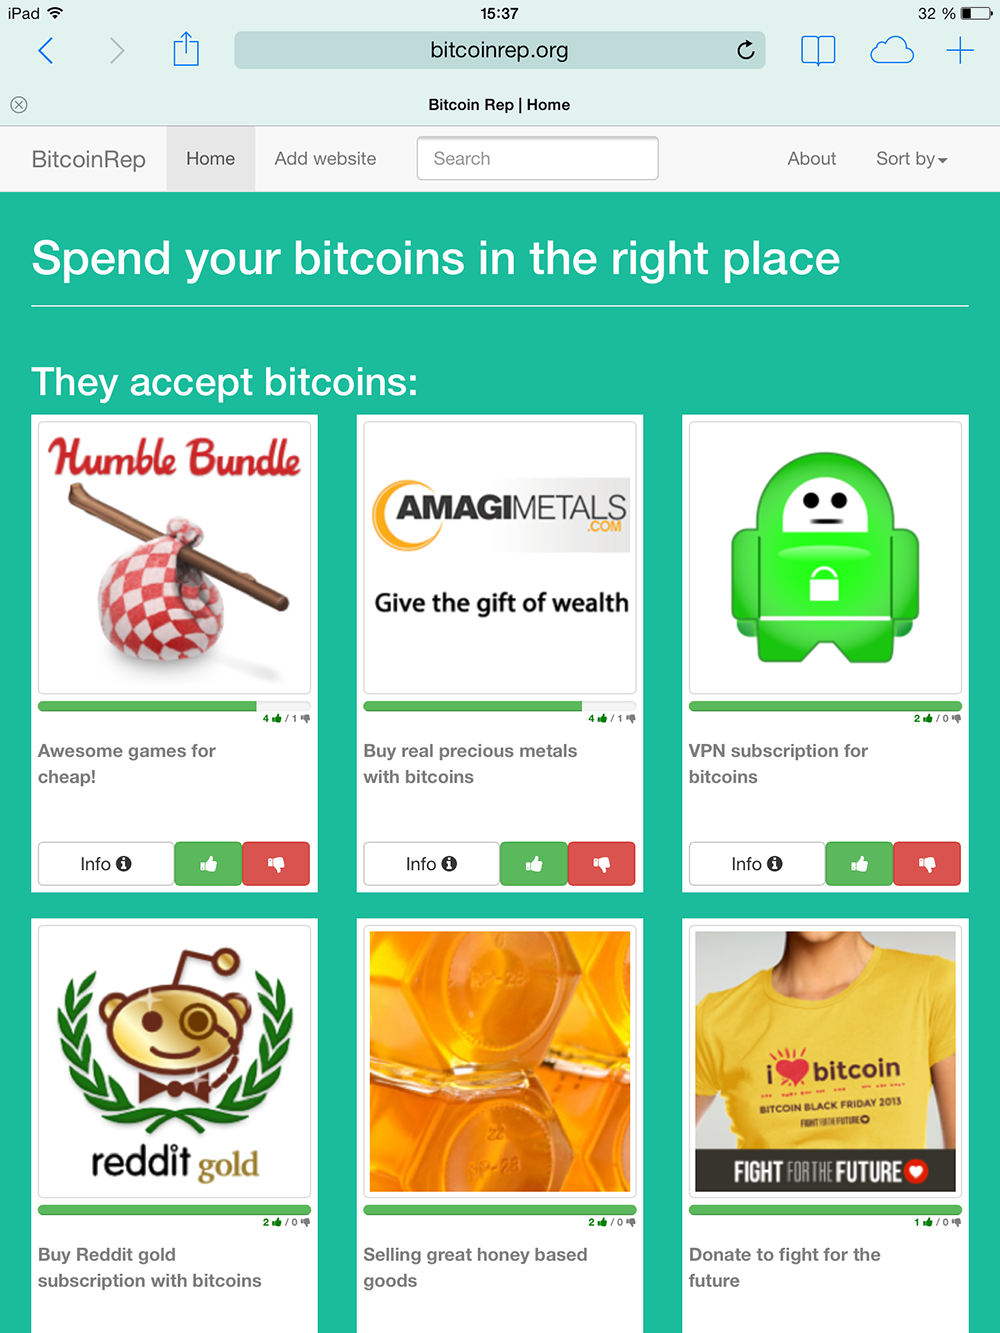 iPad 15:37 32 %
bitcoinrep.org
Bitcoin Rep | Home
BitcoinRep Home Add website Search About Sort by
Spend your bitcoins in the right place
They accept bitcoins:
Humble Bundle
4 / 1
Awesome games for
cheap!
Info
AMAGIMETALS
.COM
Give the gift of wealth
4 / 1
Buy real precious metals
with bitcoins
Info
2 / 0
VPN subscription for
bitcoins
Info
reddit gold
2 / 0
Buy Reddit gold
subscription with bitcoins
22
2 / 0
Selling great honey based
goods
i bitcoin
BITCOIN BLACK FRIDAY 2013
FIGHT FOR THE FUTURE
FIGHT FOR THE FUTURE
1 / 0
Donate to fight for the
future